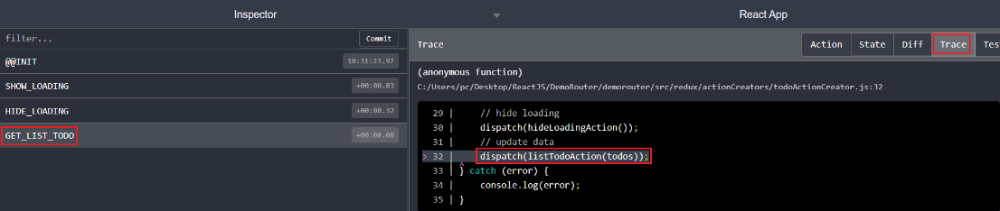 Inspector
React App
filter...
Commit
@@INIT
10:31:23.97
SHOW_LOADING
+00:00.03
HIDE_LOADING
+00:00.32
GET_LIST_TODO
+00:00.00
Trace
Action State Diff Trace Tes
(anonymous function)
C:/Users/pc/Desktop/ReactJS/DemoRouter/demorouter/src/redux/actionCreators/todoActionCreator.js:32
29 | // hide loading
30 | dispatch(hideLoadingAction());
31 | // update data
> 32 | dispatch(listTodoAction(todos));
| ^
33 | } catch (error) {
34 | console.log(error);
35 | }